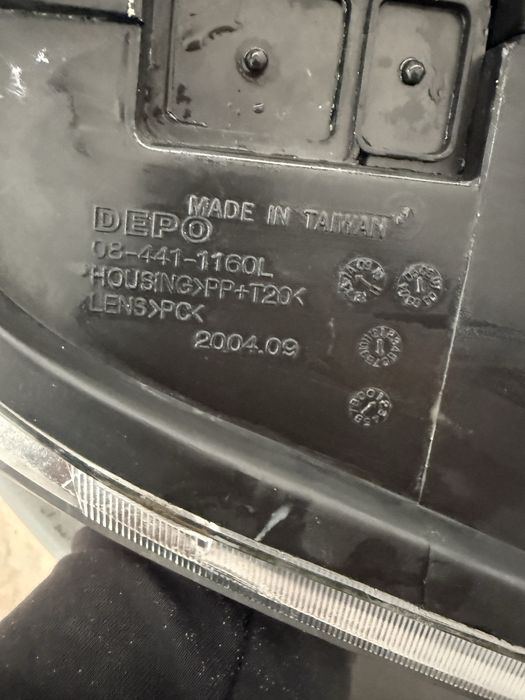 MADE IN TAIWAN
DEPO
08-441-1160L
HOUSING>PP+T20<
LENS>PC<
2004.09